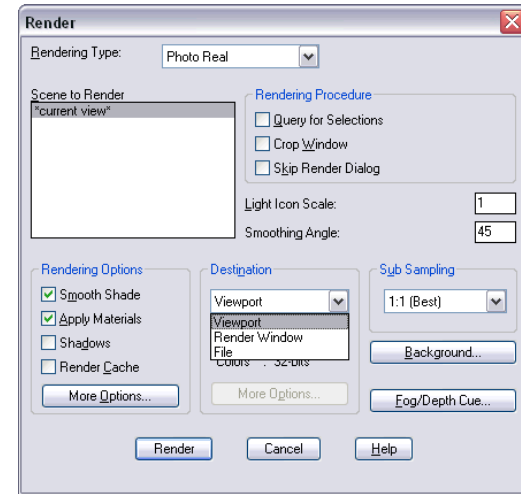 Render
Rendering Type:
Photo Real
Scene to Render
*current view*
Rendering Procedure
Query for Selections
Crop Window
Skip Render Dialog
Light Icon Scale:
1
Smoothing Angle:
45
Rendering Options
Smooth Shade
Apply Materials
Shadows
Render Cache
More Options...
Destination
Viewport
Viewport
Render Window
File
Colors : 32-bits
More Options...
Sub Sampling
1:1 (Best)
Background...
Fog/Depth Cue...
Render
Cancel
Help